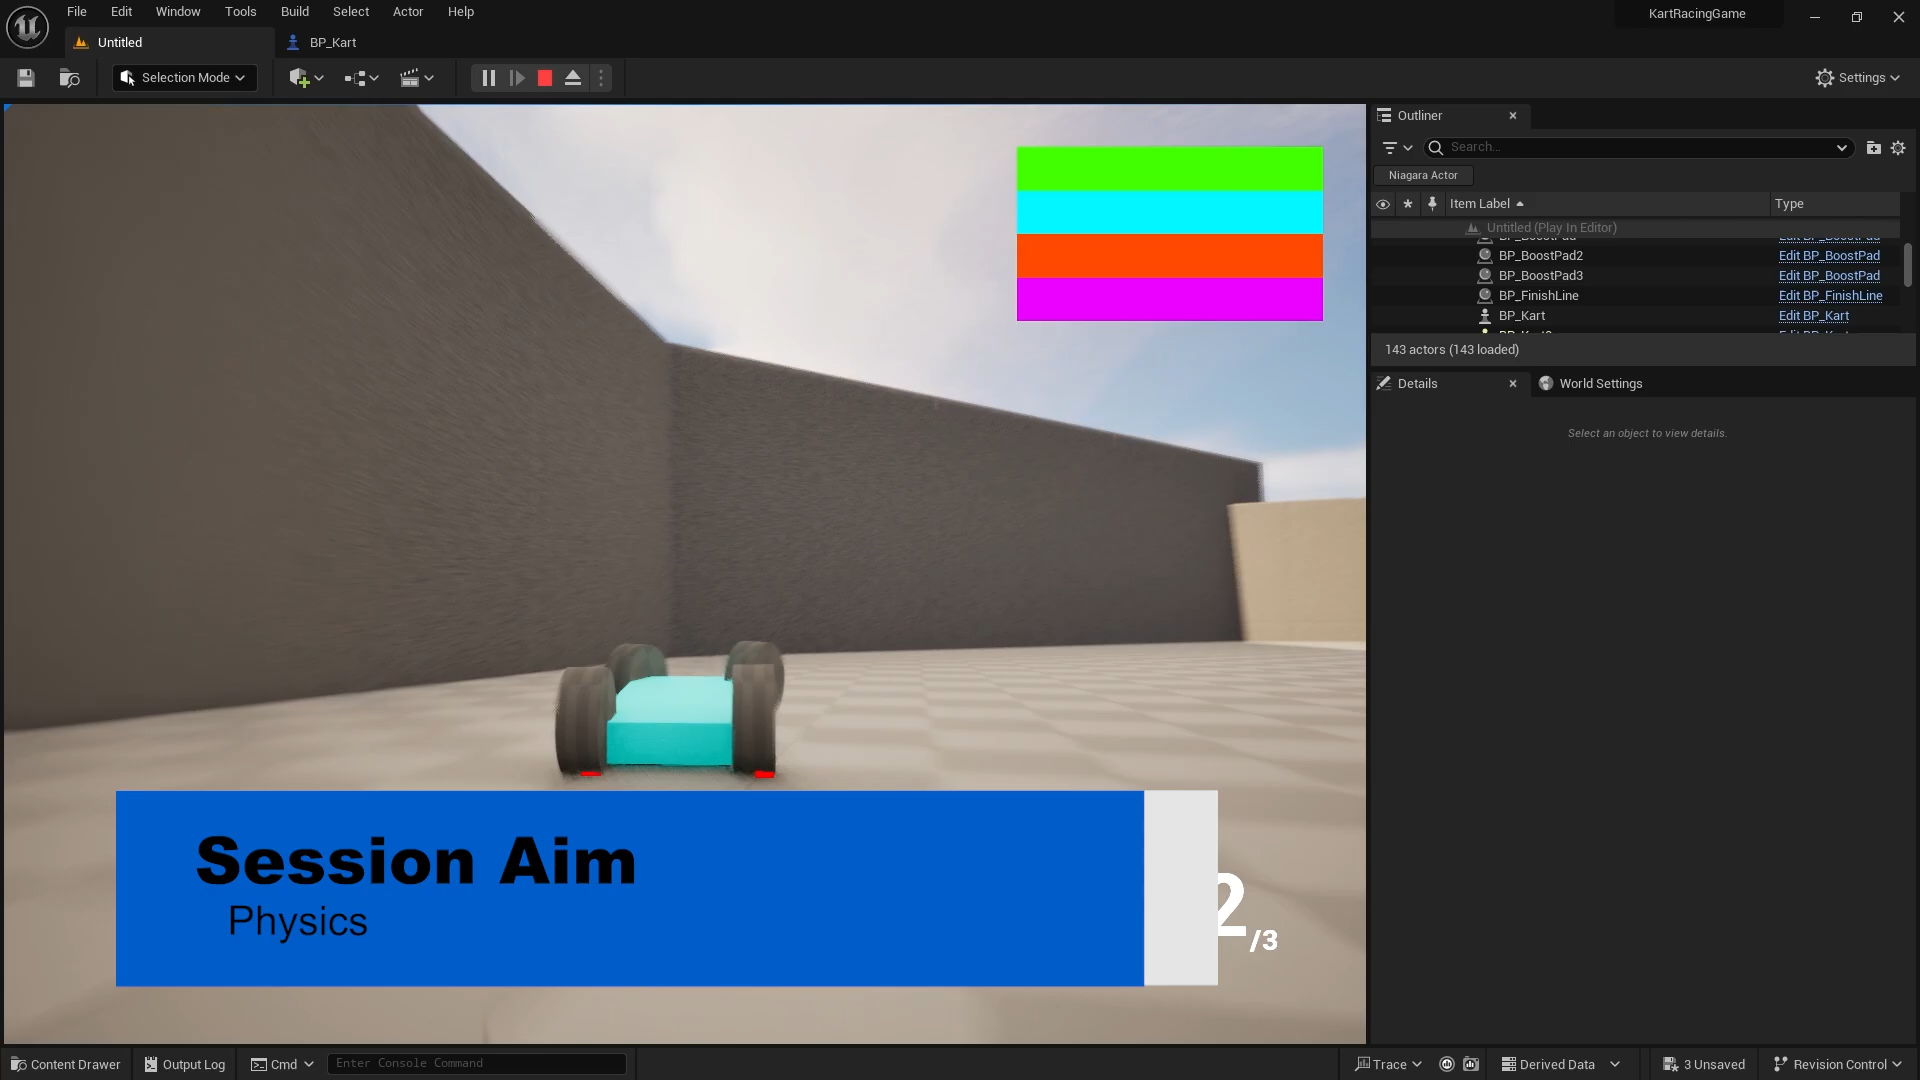 File Edit Window Tools Build Select Actor Help
KartRacingGame
Untitled
BP_Kart
Selection Mode
Settings
Outliner
Search...
Niagara Actor
Item Label
Type
Untitled (Play In Editor)
BP_BoostPad Edit BP_BoostPad
BP_BoostPad2 Edit BP_BoostPad
BP_BoostPad3 Edit BP_BoostPad
BP_FinishLine Edit BP_FinishLine
BP_Kart Edit BP_Kart
143 actors (143 loaded)
Details
World Settings
Select an object to view details.
Session Aim
Physics
2/3
Content Drawer
Output Log
Cmd
Enter Console Command
Trace
Derived Data
3 Unsaved
Revision Control